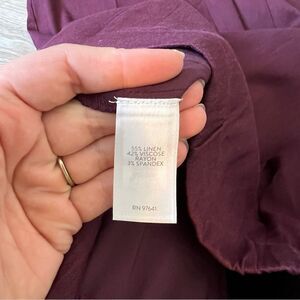 55% LINEN
42% VISCOSE
RAYON
3% SPANDEX
RN 97641